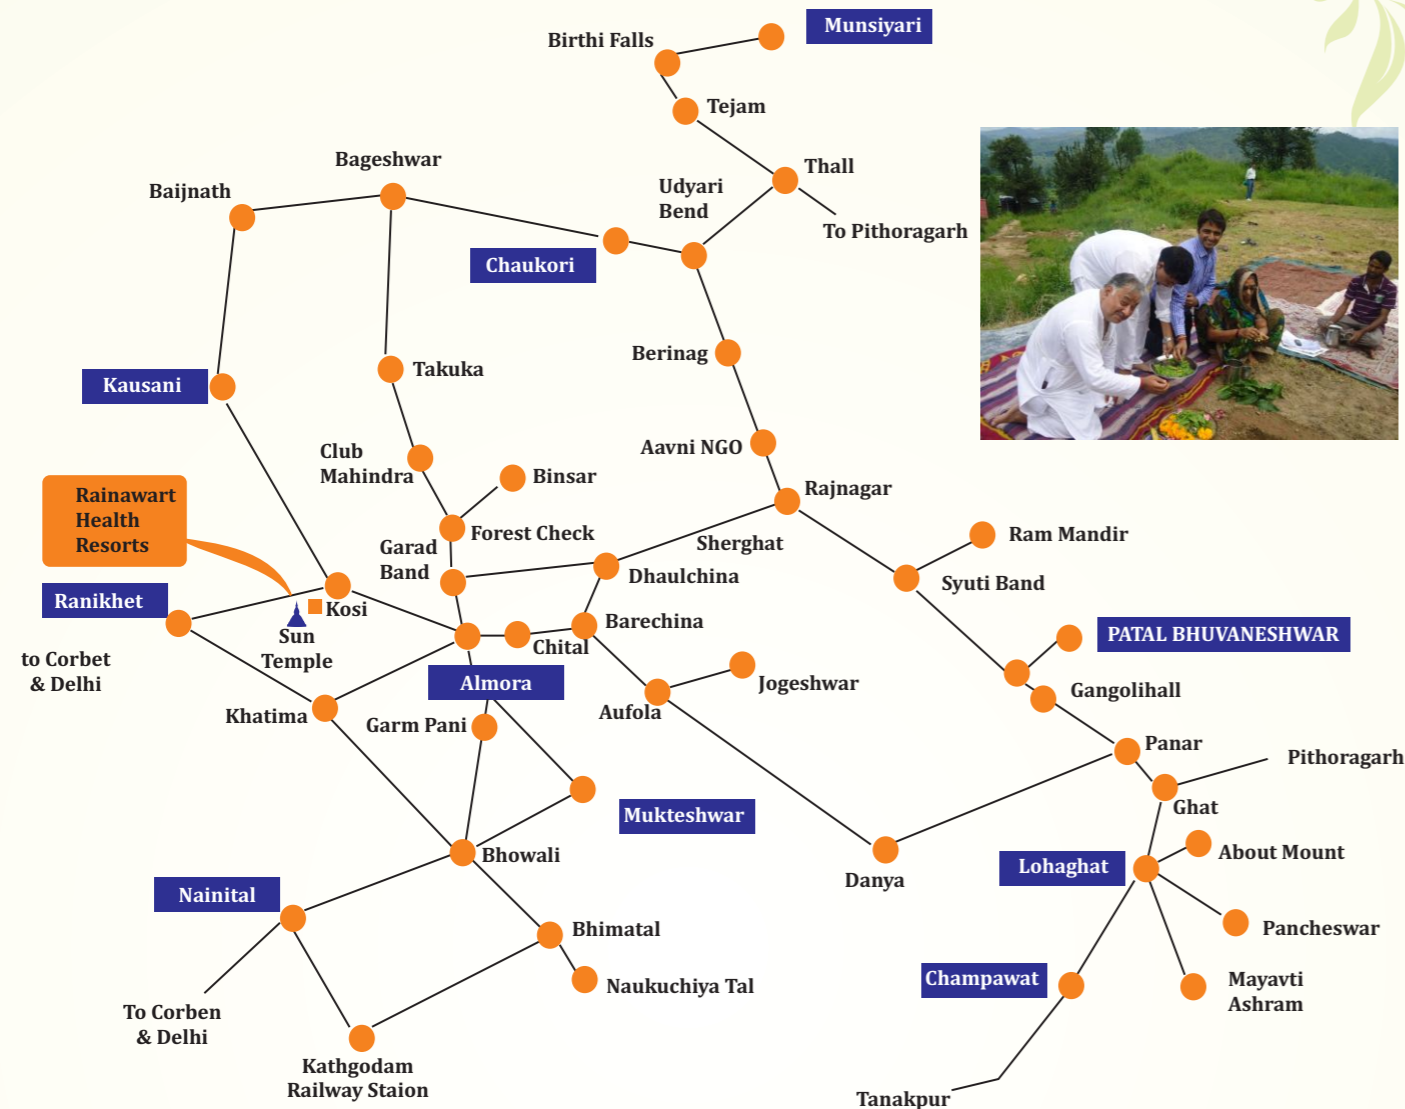 Munsiyari
Birthi Falls
Tejam
Bageshwar
Thall
Baijnath
Udyari
Bend
To Pithoragarh
Chaukori
Berinag
Takuka
Kausani
Aavni NGO
Club
Mahindra
Binsar
Rajnagar
Rainawart
Health
Resorts
Forest Check
Ram Mandir
Garad
Band
Sherghat
Dhaulchina
Syuti Band
Ranikhet
Kosi
Barechina
Sun
Temple
PATAL BHUVANESHWAR
Chital
to Corbet
& Delhi
Almora
Jogeshwar
Gangolihall
Khatima
Garm Pani
Aufola
Panar
Pithoragarh
Ghat
Mukteshwar
Bhowali
About Mount
Lohaghat
Danya
Nainital
Bhimatal
Pancheswar
Champawat
Naukuchiya Tal
Mayavti
Ashram
To Corben
& Delhi
Kathgodam
Railway Staion
Tanakpur